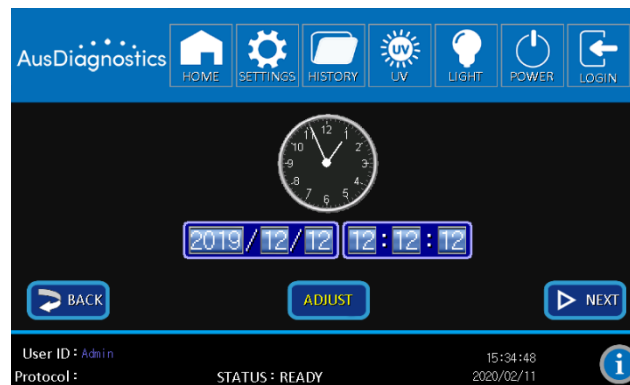 AusDiagnostics
HOME SETTINGS HISTORY UV LIGHT POWER LOGIN
UV
11 12 1
10 2
9 3
8 4
7 6 5
2019/12/12 12:12:12
BACK ADJUST NEXT
User ID: Admin 15:34:48
Protocol: STATUS: READY 2020/02/11
i